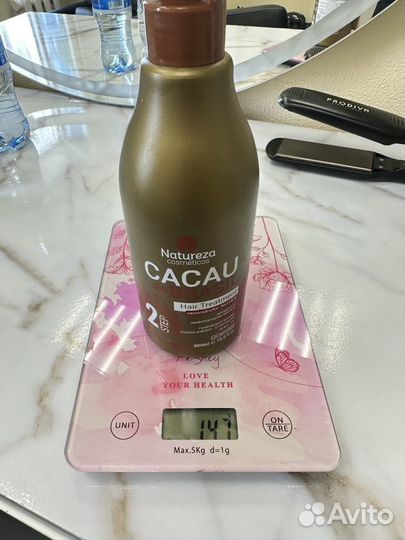 PRODIVA
Natureza
cosméticos
CACAU
Hair Treatment
2
STEP
LOVE
YOUR HEALTH
UNIT
147
ON
TARE
Max.5Kg d=1g
Avito